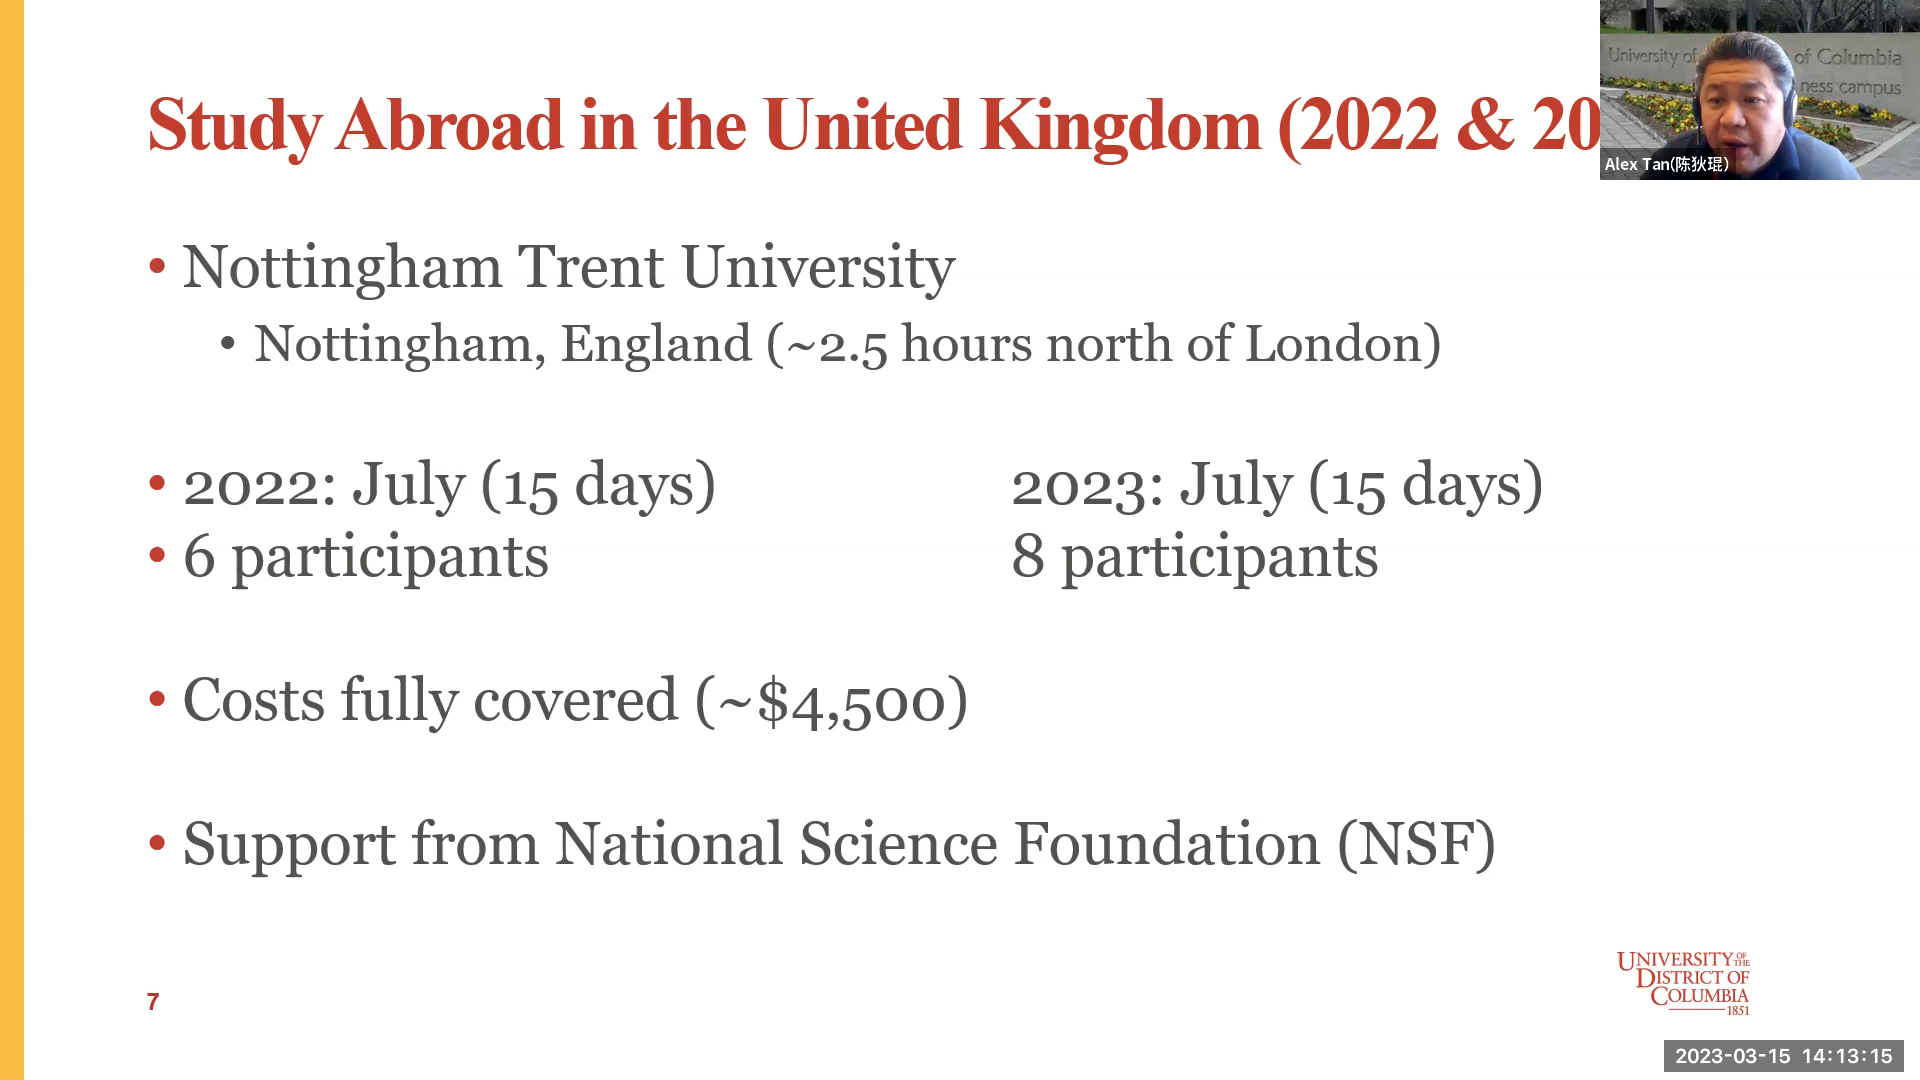 Study Abroad in the United Kingdom (2022 & 20
University of of Columbia
ness campus
Alex Tan(陈狄琨)
• Nottingham Trent University
• Nottingham, England (~2.5 hours north of London)
• 2022: July (15 days) 2023: July (15 days)
• 6 participants 8 participants
• Costs fully covered (~$4,500)
• Support from National Science Foundation (NSF)
7
UNIVERSITY OF THE
DISTRICT OF
COLUMBIA
1851
2023-03-15 14:13:15